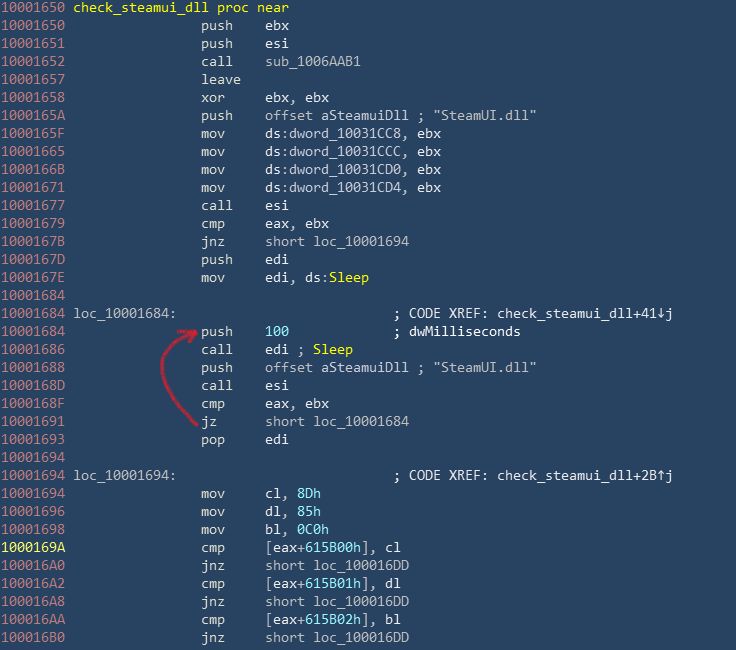 10001650 check_steamui_dll proc near
10001650 push ebx
10001651 push esi
10001652 call sub_1006AAB1
10001657 leave
10001658 xor ebx, ebx
1000165A push offset aSteamuiDll ; "SteamUI.dll"
1000165F mov ds:dword_10031CC8, ebx
10001665 mov ds:dword_10031CCC, ebx
1000166B mov ds:dword_10031CD0, ebx
10001671 mov ds:dword_10031CD4, ebx
10001677 call esi
10001679 cmp eax, ebx
1000167B jnz short loc_10001694
1000167D push edi
1000167E mov edi, ds:Sleep
10001684
10001684 loc_10001684: ; CODE XREF: check_steamui_dll+41↓j
10001684 push 100 ; dwMilliseconds
10001686 call edi ; Sleep
10001688 push offset aSteamuiDll ; "SteamUI.dll"
1000168D call esi
1000168F cmp eax, ebx
10001691 jz short loc_10001684
10001693 pop edi
10001694
10001694 loc_10001694: ; CODE XREF: check_steamui_dll+2B↑j
10001694 mov cl, 8Dh
10001696 mov dl, 85h
10001698 mov bl, 0C0h
1000169A cmp [eax+615B00h], cl
100016A0 jnz short loc_100016DD
100016A2 cmp [eax+615B01h], dl
100016A8 jnz short loc_100016DD
100016AA cmp [eax+615B02h], bl
100016B0 jnz short loc_100016DD